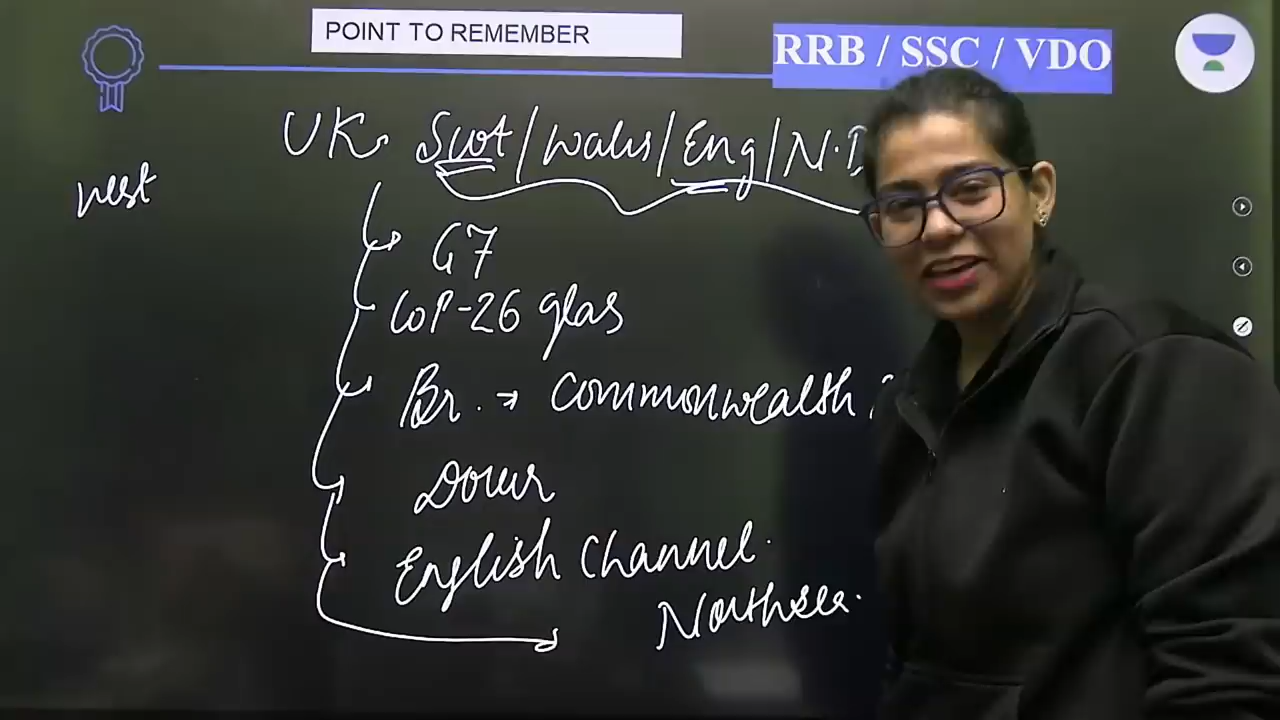 POINT TO REMEMBER
RRB / SSC / VDO
UK Scot/Wales/Eng/N.I
nest
G7
COP-26 glas
Br. → Commonwealth
Dover
English Channel.
Northsea.